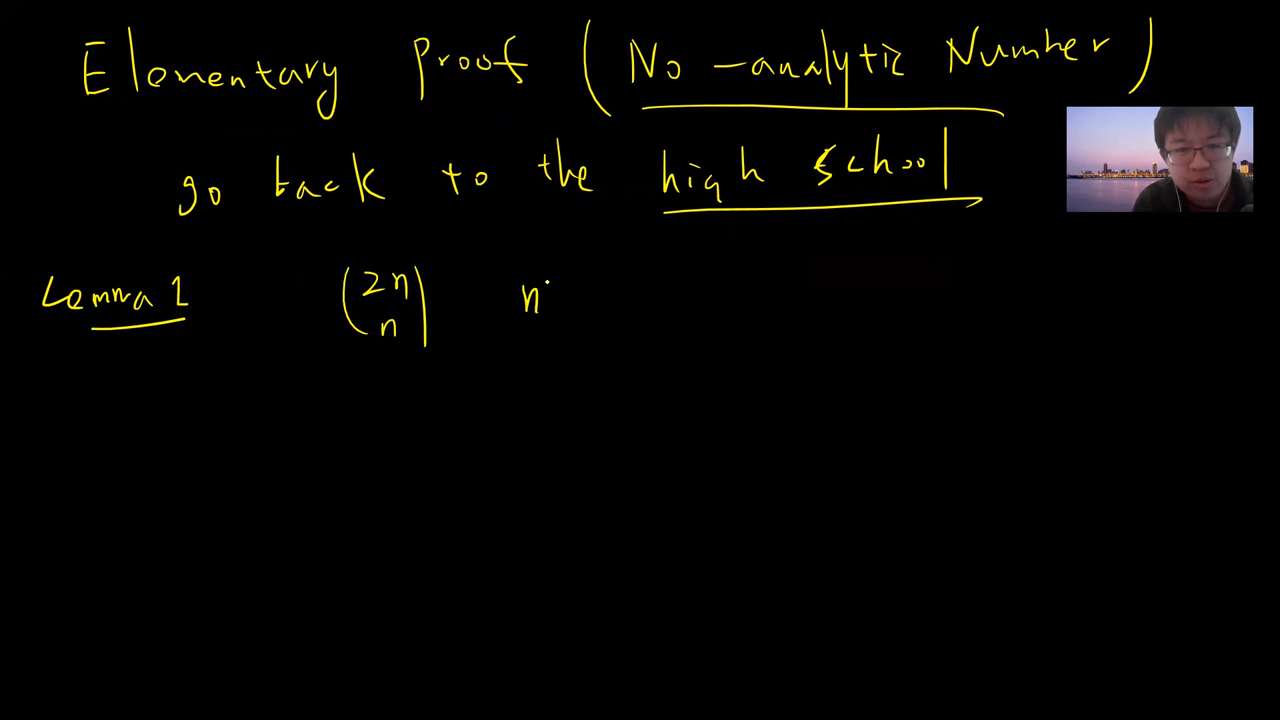 Elementary Proof (No-analytic Number)
go back to the high school
Lemma 1 (2n n) n